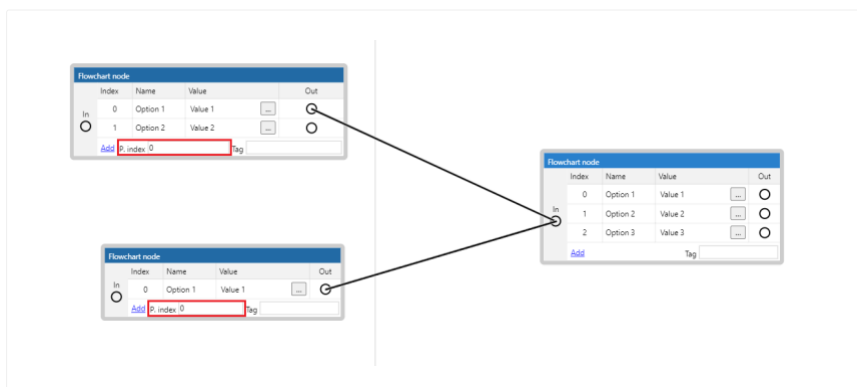 Flowchart node
Index Name Value Out
In
0 Option 1 Value 1 ...
1 Option 2 Value 2 ...
Add P. index 0 Tag
Flowchart node
Index Name Value Out
In
0 Option 1 Value 1 ...
1 Option 2 Value 2 ...
2 Option 3 Value 3 ...
Add Tag
Flowchart node
Index Name Value Out
In
0 Option 1 Value 1 ...
Add P. index 0 Tag